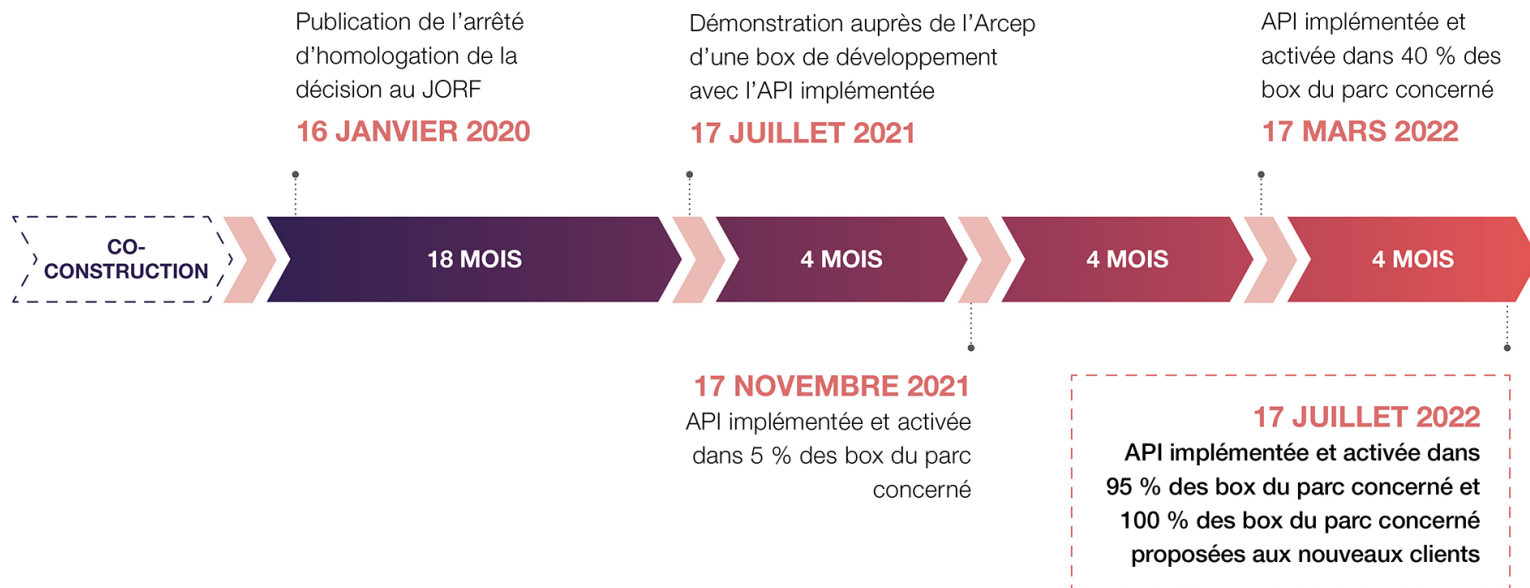 Publication de l’arrêté
d’homologation de la
décision au JORF
16 JANVIER 2020
Démonstration auprès de l’Arcep
d’une box de développement
avec l’API implémentée
17 JUILLET 2021
API implémentée et
activée dans 40 % des
box du parc concerné
17 MARS 2022
CO-
CONSTRUCTION
18 MOIS
4 MOIS
4 MOIS
4 MOIS
17 NOVEMBRE 2021
API implémentée et activée
dans 5 % des box du parc
concerné
17 JUILLET 2022
API implémentée et activée dans
95 % des box du parc concerné et
100 % des box du parc concerné
proposées aux nouveaux clients